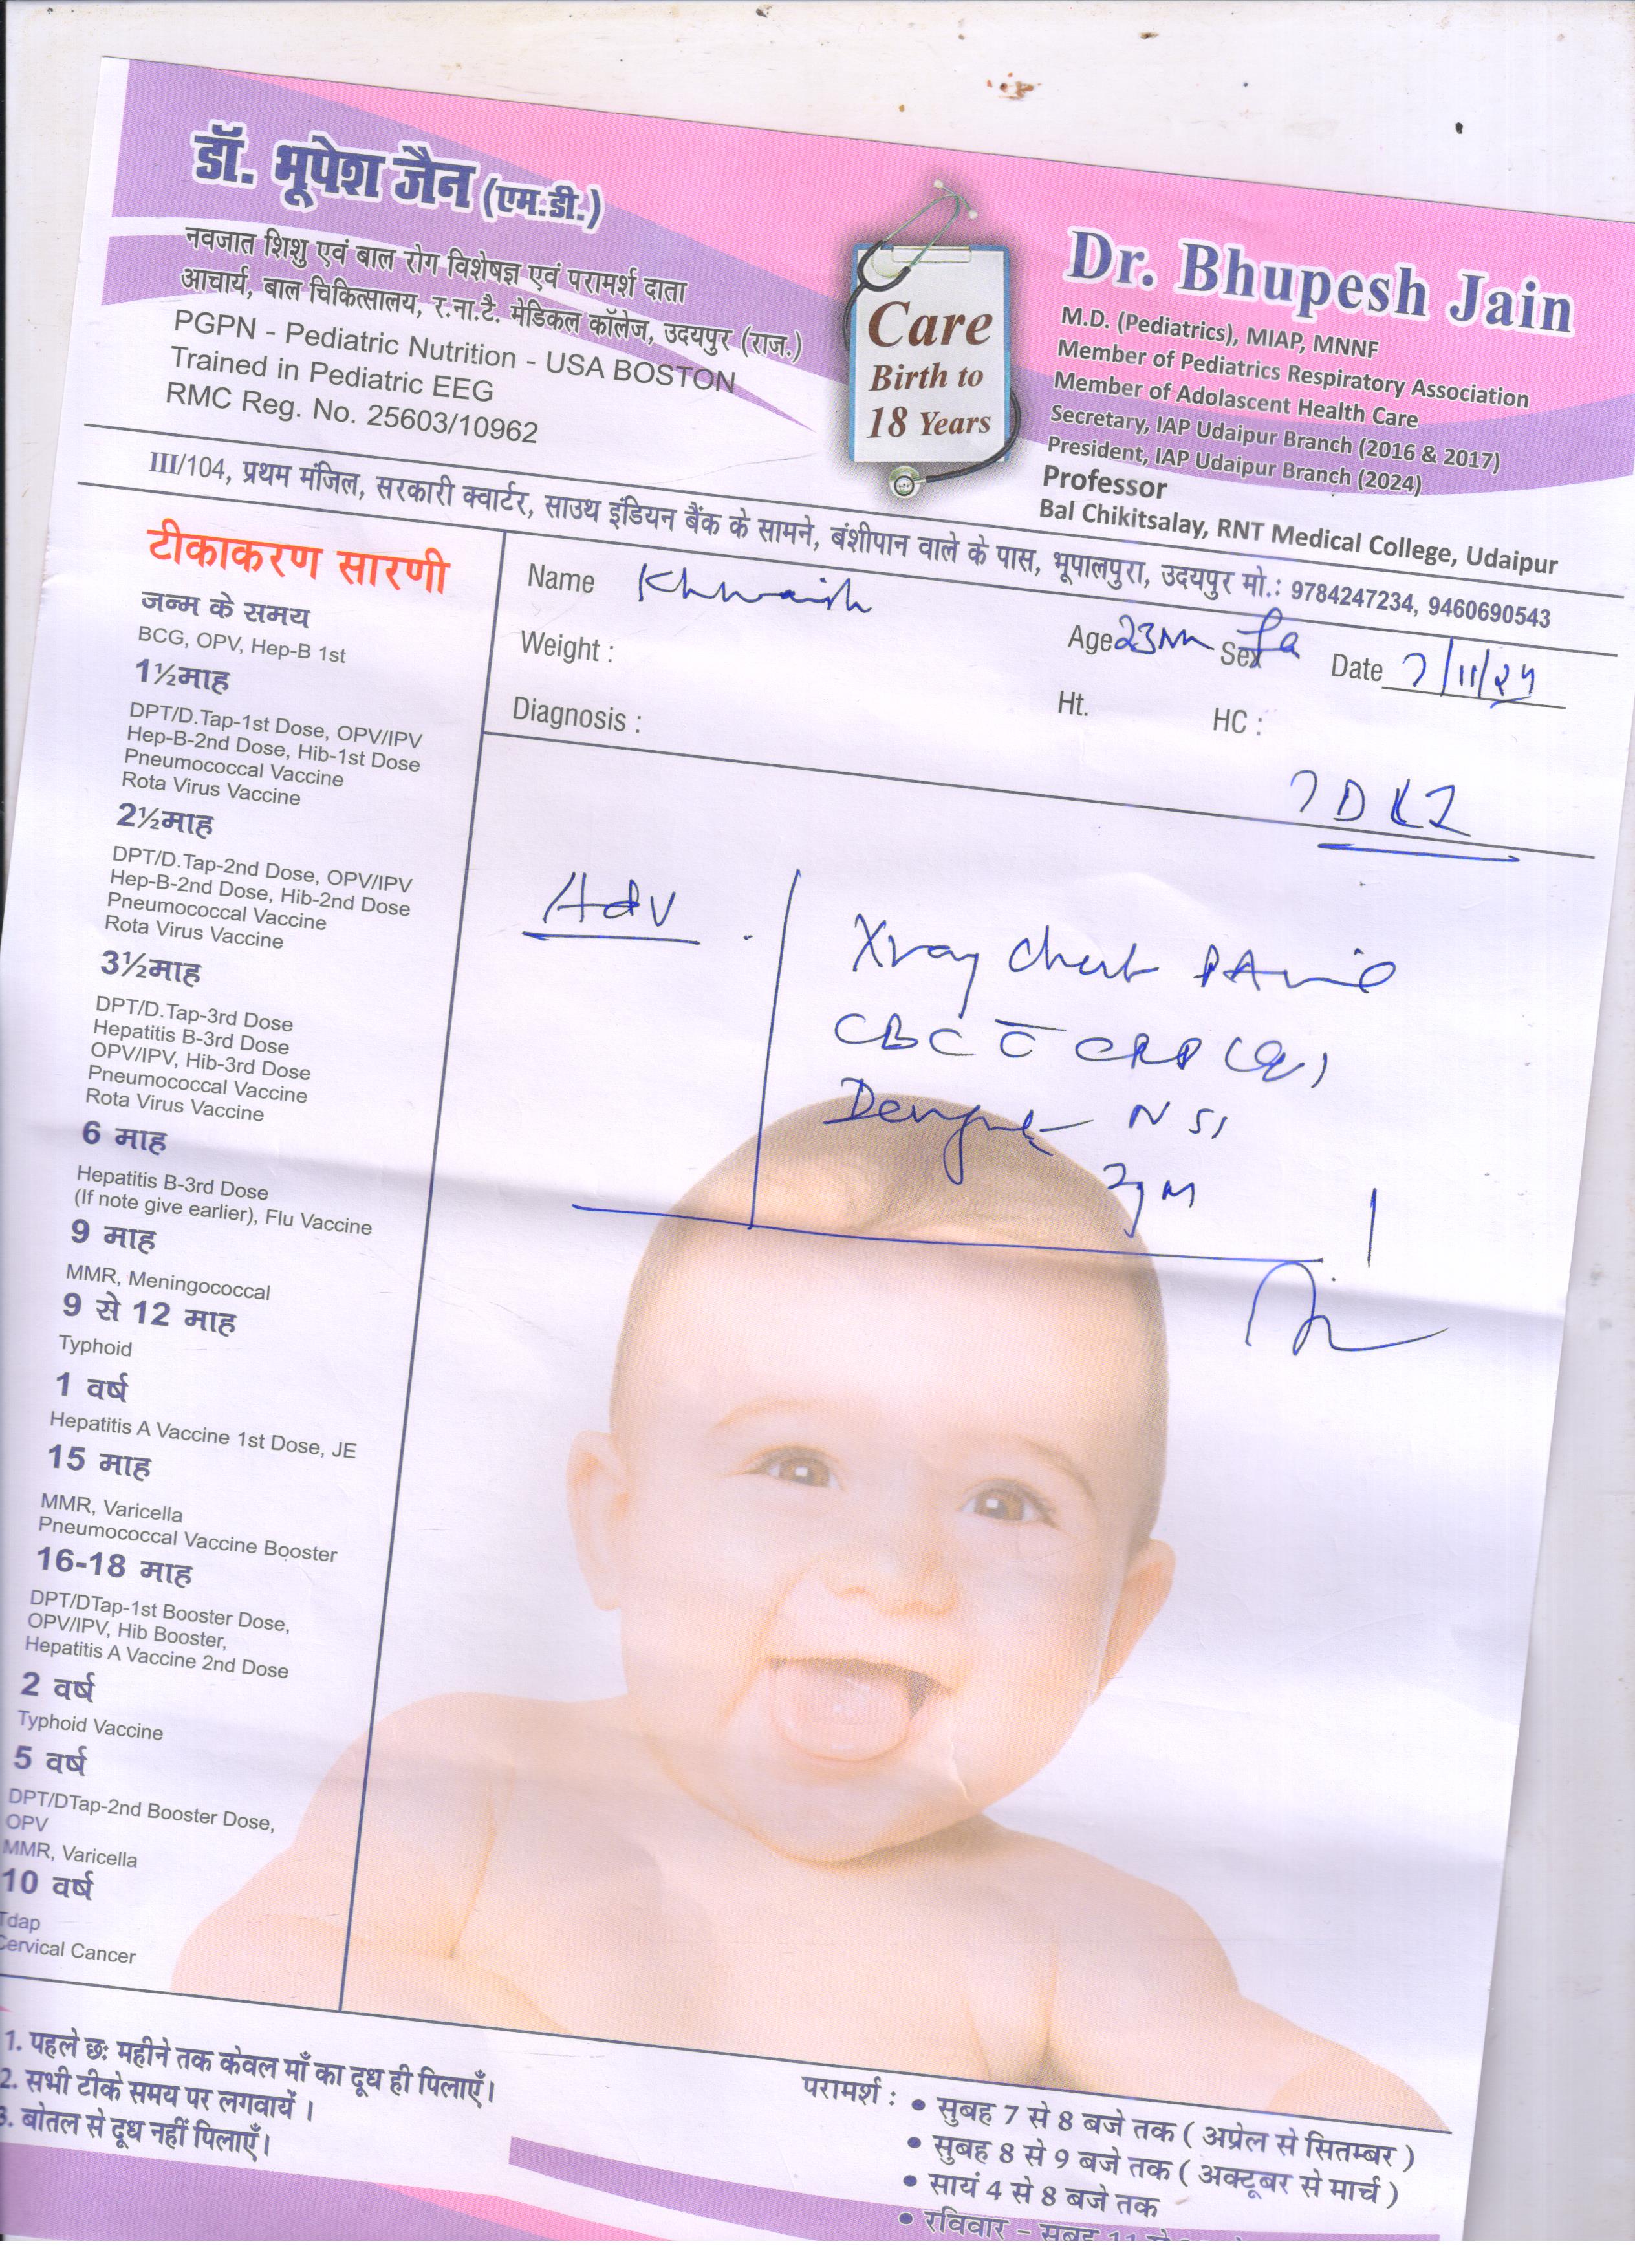 डॉ. भूपेश जैन (एम.डी.)
नवजात शिशु एवं बाल रोग विशेषज्ञ एवं परामर्श दाता
आचार्य, बाल चिकित्सालय, र.ना.टै. मेडिकल कॉलेज, उदयपुर (राज.)
PGPN - Pediatric Nutrition - USA BOSTON
Trained in Pediatric EEG
RMC Reg. No. 25603/10962
Care
Birth to
18 Years
Dr. Bhupesh Jain
M.D. (Pediatrics), MIAP, MNNF
Member of Pediatrics Respiratory Association
Member of Adolascent Health Care
Secretary, IAP Udaipur Branch (2016 & 2017)
President, IAP Udaipur Branch (2024)
Professor
Bal Chikitsalay, RNT Medical College, Udaipur
III/104, प्रथम मंजिल, सरकारी क्वार्टर, साउथ इंडियन बैंक के सामने, बंशीपान वाले के पास, भूपालपुरा, उदयपुर मो.: 9784247234, 9460690543
टीकाकरण सारणी
जन्म के समय
BCG, OPV, Hep-B 1st
1½माह
DPT/D.Tap-1st Dose, OPV/IPV
Hep-B-2nd Dose, Hib-1st Dose
Pneumococcal Vaccine
Rota Virus Vaccine
2½माह
DPT/D.Tap-2nd Dose, OPV/IPV
Hep-B-2nd Dose, Hib-2nd Dose
Pneumococcal Vaccine
Rota Virus Vaccine
3½माह
DPT/D.Tap-3rd Dose
Hepatitis B-3rd Dose
OPV/IPV, Hib-3rd Dose
Pneumococcal Vaccine
Rota Virus Vaccine
6 माह
Hepatitis B-3rd Dose
(If note give earlier), Flu Vaccine
9 माह
MMR, Meningococcal
9 से 12 माह
Typhoid
1 वर्ष
Hepatitis A Vaccine 1st Dose, JE
15 माह
MMR, Varicella
Pneumococcal Vaccine Booster
16-18 माह
DPT/DTap-1st Booster Dose,
OPV/IPV, Hib Booster,
Hepatitis A Vaccine 2nd Dose
2 वर्ष
Typhoid Vaccine
5 वर्ष
DPT/DTap-2nd Booster Dose,
OPV
MMR, Varicella
10 वर्ष
Tdap
Cervical Cancer
Name Khwaish
Age 23m Sex Date 7/11/24
Weight :
Ht. HC :
Diagnosis :
Adv
Xray Chest PA
CBC c̅ CRP
Dengue NS1
1. पहले छः महीने तक केवल माँ का दूध ही पिलाएँ।
2. सभी टीके समय पर लगवायें ।
3. बोतल से दूध नहीं पिलाएँ।
परामर्श : • सुबह 7 से 8 बजे तक ( अप्रेल से सितम्बर )
• सुबह 8 से 9 बजे तक ( अक्टूबर से मार्च )
• सायं 4 से 8 बजे तक
• रविवार – सुबह 11 से